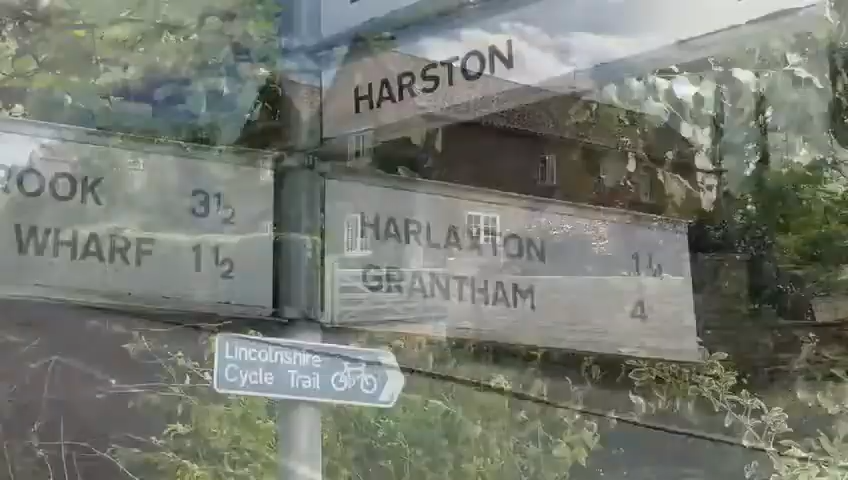 HARSTON
ROOK 3½
WHARF 1½
HARLAXTON 1½
GRANTHAM 4
Lincolnshire
Cycle Trail